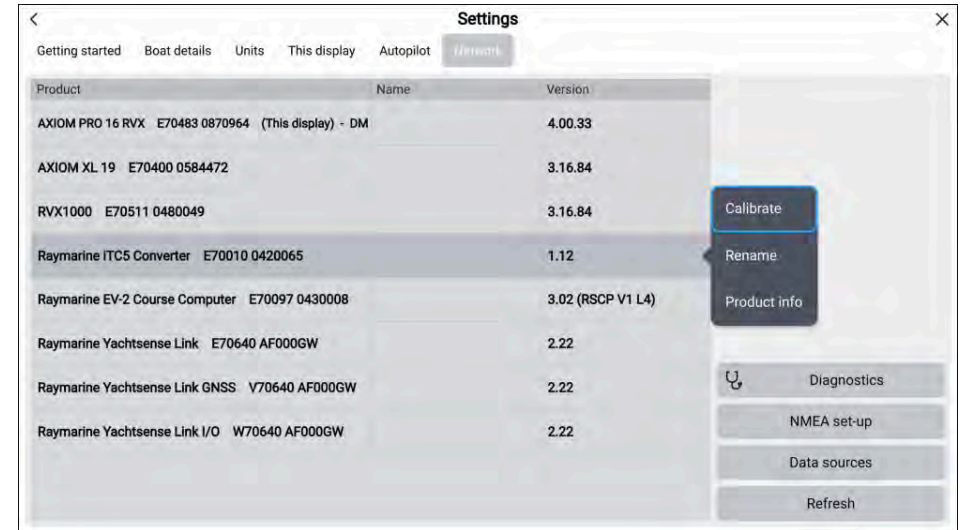 Settings
Getting started Boat details Units This display Autopilot Network
Product Name Version
AXIOM PRO 16 RVX E70483 0870964 (This display) - DM 4.00.33
AXIOM XL 19 E70400 0584472 3.16.84
RVX1000 E70511 0480049 3.16.84
Calibrate
Raymarine iTC5 Converter E70010 0420065 1.12 Rename
Raymarine EV-2 Course Computer E70097 0430008 3.02 (RSCP V1 L4) Product info
Raymarine Yachtsense Link E70640 AF000GW 2.22
Raymarine Yachtsense Link GNSS V70640 AF000GW 2.22
Diagnostics
NMEA set-up
Raymarine Yachtsense Link I/O W70640 AF000GW 2.22
Data sources
Refresh